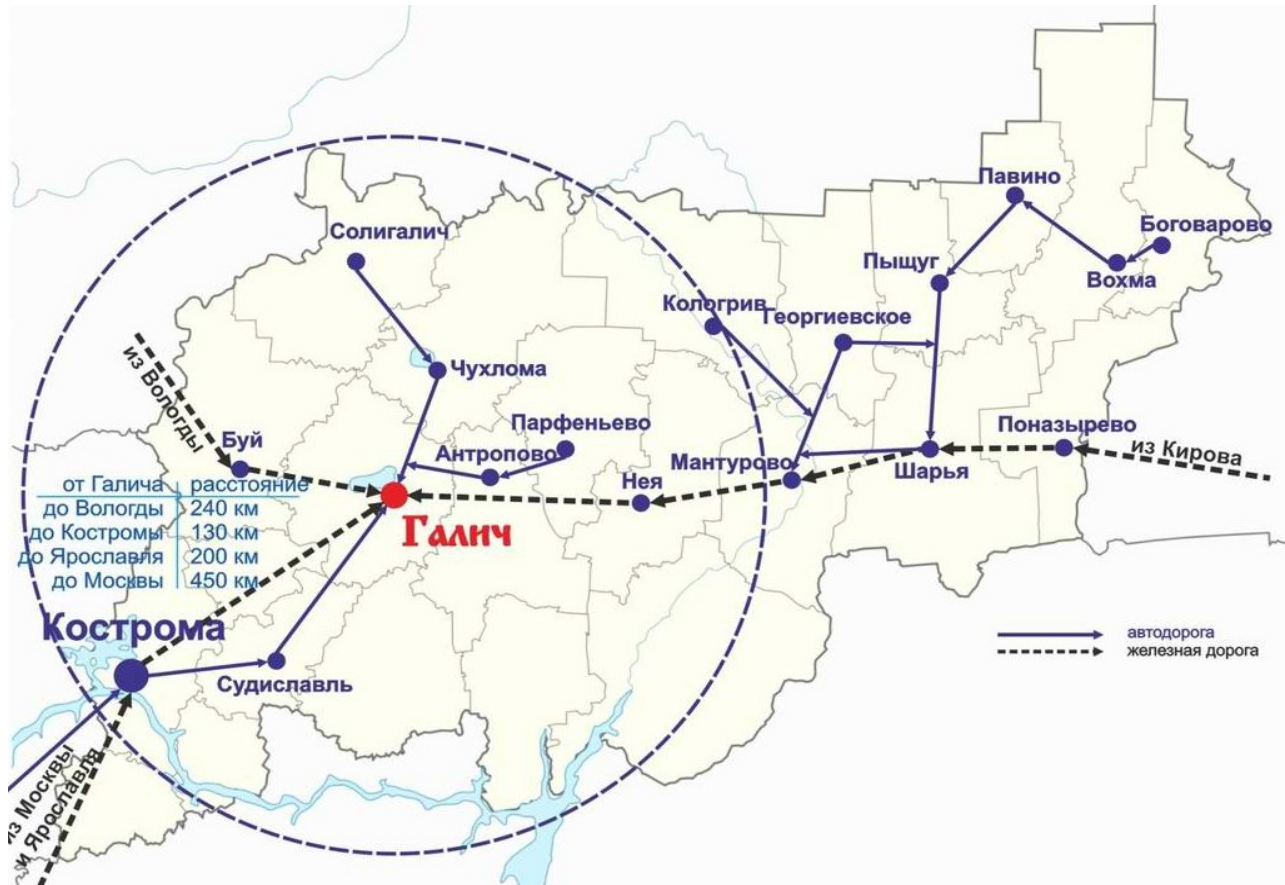 Павино
Боговарово
Солигалич
Пыщуг
Вохма
Кологрив
Георгиевское
из Вологды
Чухлома
Парфеньево
Поназырево
Буй
Антропово
Мантурово
Шарья
из Кирова
Нея
от Галича расстояние
до Вологды 240 км
до Костромы 130 км
до Ярославля 200 км
до Москвы 450 км
Галич
Кострома
автодорога
железная дорога
Судиславль
из Москвы
и Ярославля